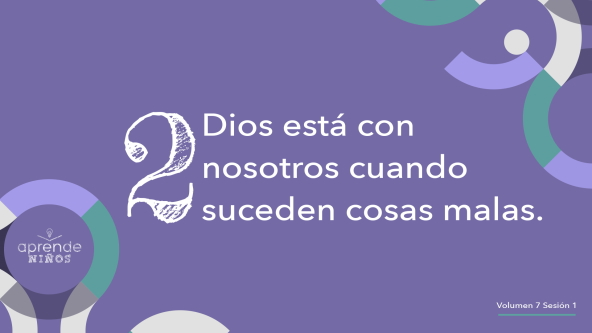 2
Dios está con
nosotros cuando
suceden cosas malas.
aprende
NIÑOS
Volumen 7 Sesión 1